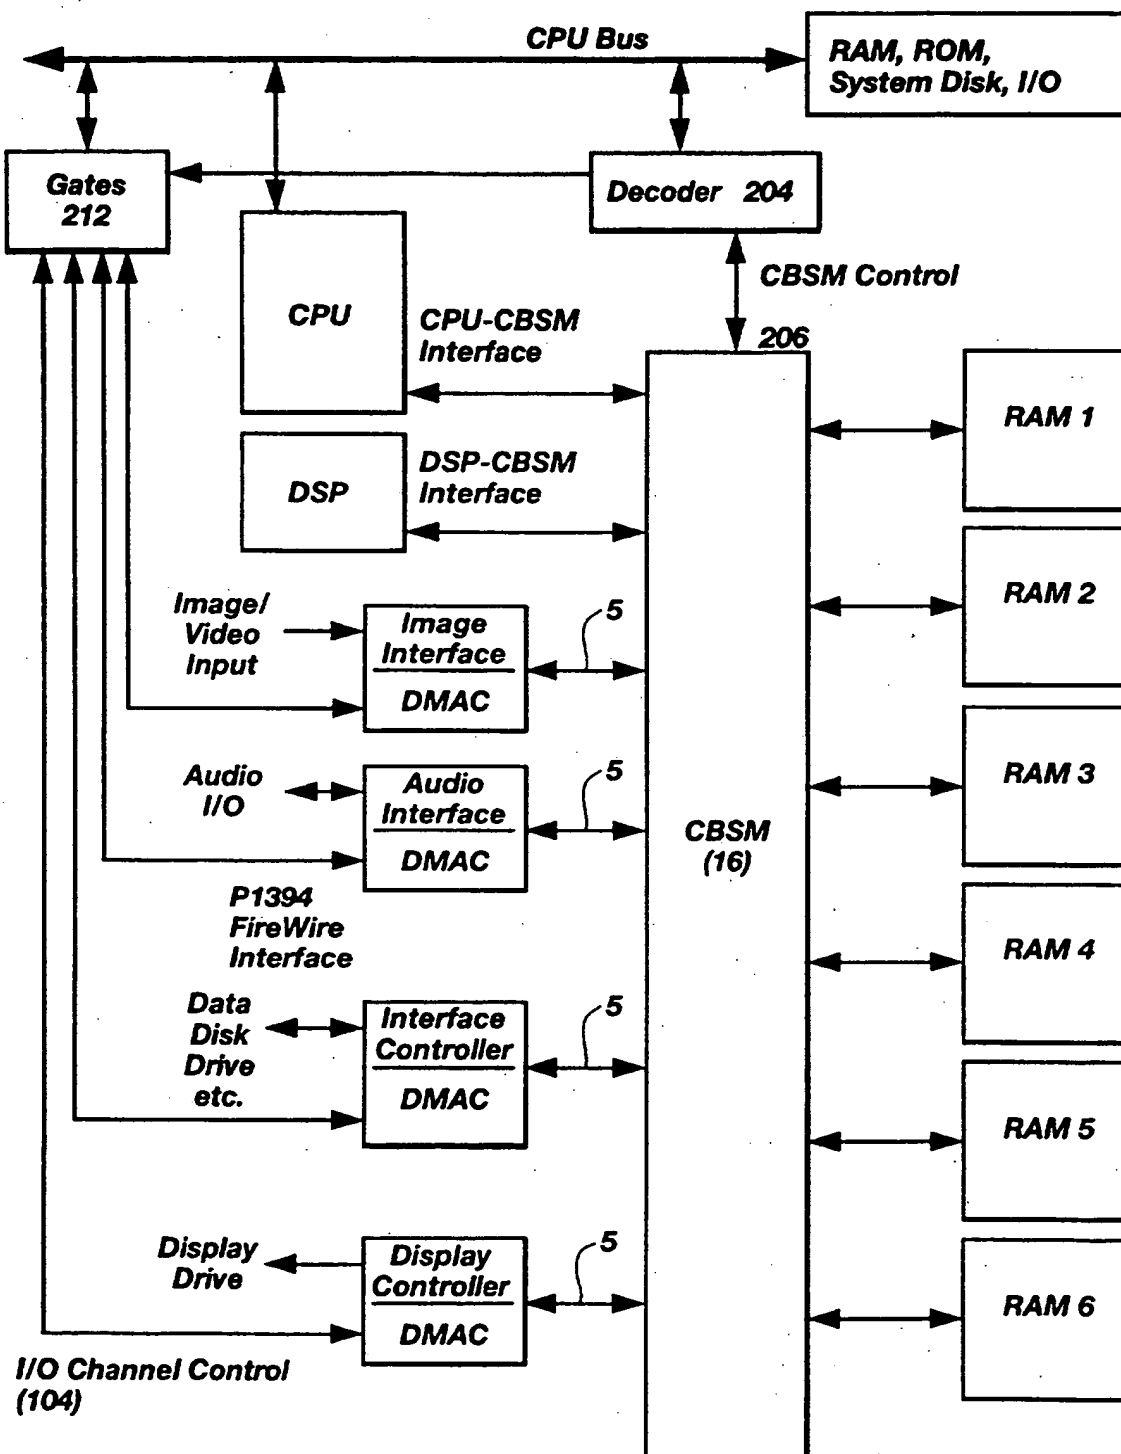 CPU Bus
RAM, ROM,
System Disk, I/O
Gates
212
Decoder 204
CBSM Control
CPU
CPU-CBSM
Interface
206
RAM 1
DSP
DSP-CBSM
Interface
RAM 2
Image/
Video
Input
Image
Interface
DMAC
5
RAM 3
Audio
I/O
Audio
Interface
DMAC
5
CBSM
(16)
P1394
FireWire
Interface
RAM 4
Data
Disk
Drive
etc.
Interface
Controller
DMAC
5
RAM 5
Display
Drive
Display
Controller
DMAC
5
RAM 6
I/O Channel Control
(104)